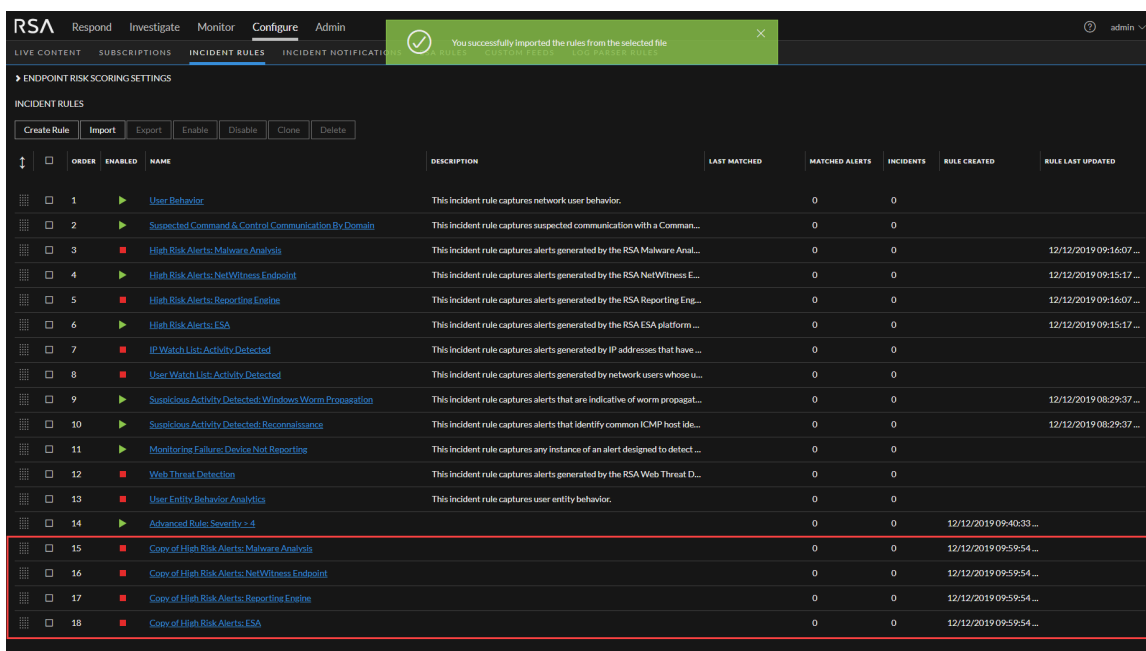 RSA Respond Investigate Monitor Configure Admin admin
You successfully imported the rules from the selected file
LIVE CONTENT SUBSCRIPTIONS INCIDENT RULES INCIDENT NOTIFICATIONS RULES CUSTOM FEEDS LOG PARSER RULES
ENDPOINT RISK SCORING SETTINGS
INCIDENT RULES
Create Rule Import Export Enable Disable Clone Delete
ORDER ENABLED NAME DESCRIPTION LAST MATCHED MATCHED ALERTS INCIDENTS RULE CREATED RULE LAST UPDATED
1 User Behavior This incident rule captures network user behavior. 0 0
2 Suspected Command & Control Communication By Domain This incident rule captures suspected communication with a Comman... 0 0
3 High Risk Alerts: Malware Analysis This incident rule captures alerts generated by the RSA Malware Anal... 0 0 12/12/2019 09:16:07 ...
4 High Risk Alerts: NetWitness Endpoint This incident rule captures alerts generated by the RSA NetWitness E... 0 0 12/12/2019 09:15:17 ...
5 High Risk Alerts: Reporting Engine This incident rule captures alerts generated by the RSA Reporting Eng... 0 0 12/12/2019 09:16:07 ...
6 High Risk Alerts: ESA This incident rule captures alerts generated by the RSA ESA platform ... 0 0 12/12/2019 09:15:17 ...
7 IP Watch List: Activity Detected This incident rule captures alerts generated by IP addresses that have ... 0 0
8 User Watch List: Activity Detected This incident rule captures alerts generated by network users whose u... 0 0
9 Suspicious Activity Detected: Windows Worm Propagation This incident rule captures alerts that are indicative of worm propagat... 0 0 12/12/2019 08:29:37 ...
10 Suspicious Activity Detected: Reconnaissance This incident rule captures alerts that identify common ICMP host ide... 0 0 12/12/2019 08:29:37 ...
11 Monitoring Failure: Device Not Reporting This incident rule captures any instance of an alert designed to detect ... 0 0
12 Web Threat Detection This incident rule captures alerts generated by the RSA Web Threat D... 0 0
13 User Entity Behavior Analytics This incident rule captures user entity behavior. 0 0
14 Advanced Rule: Severity > 4 0 0 12/12/2019 09:40:33 ...
15 Copy of High Risk Alerts: Malware Analysis 0 0 12/12/2019 09:59:54 ...
16 Copy of High Risk Alerts: NetWitness Endpoint 0 0 12/12/2019 09:59:54 ...
17 Copy of High Risk Alerts: Reporting Engine 0 0 12/12/2019 09:59:54 ...
18 Copy of High Risk Alerts: ESA 0 0 12/12/2019 09:59:54 ...